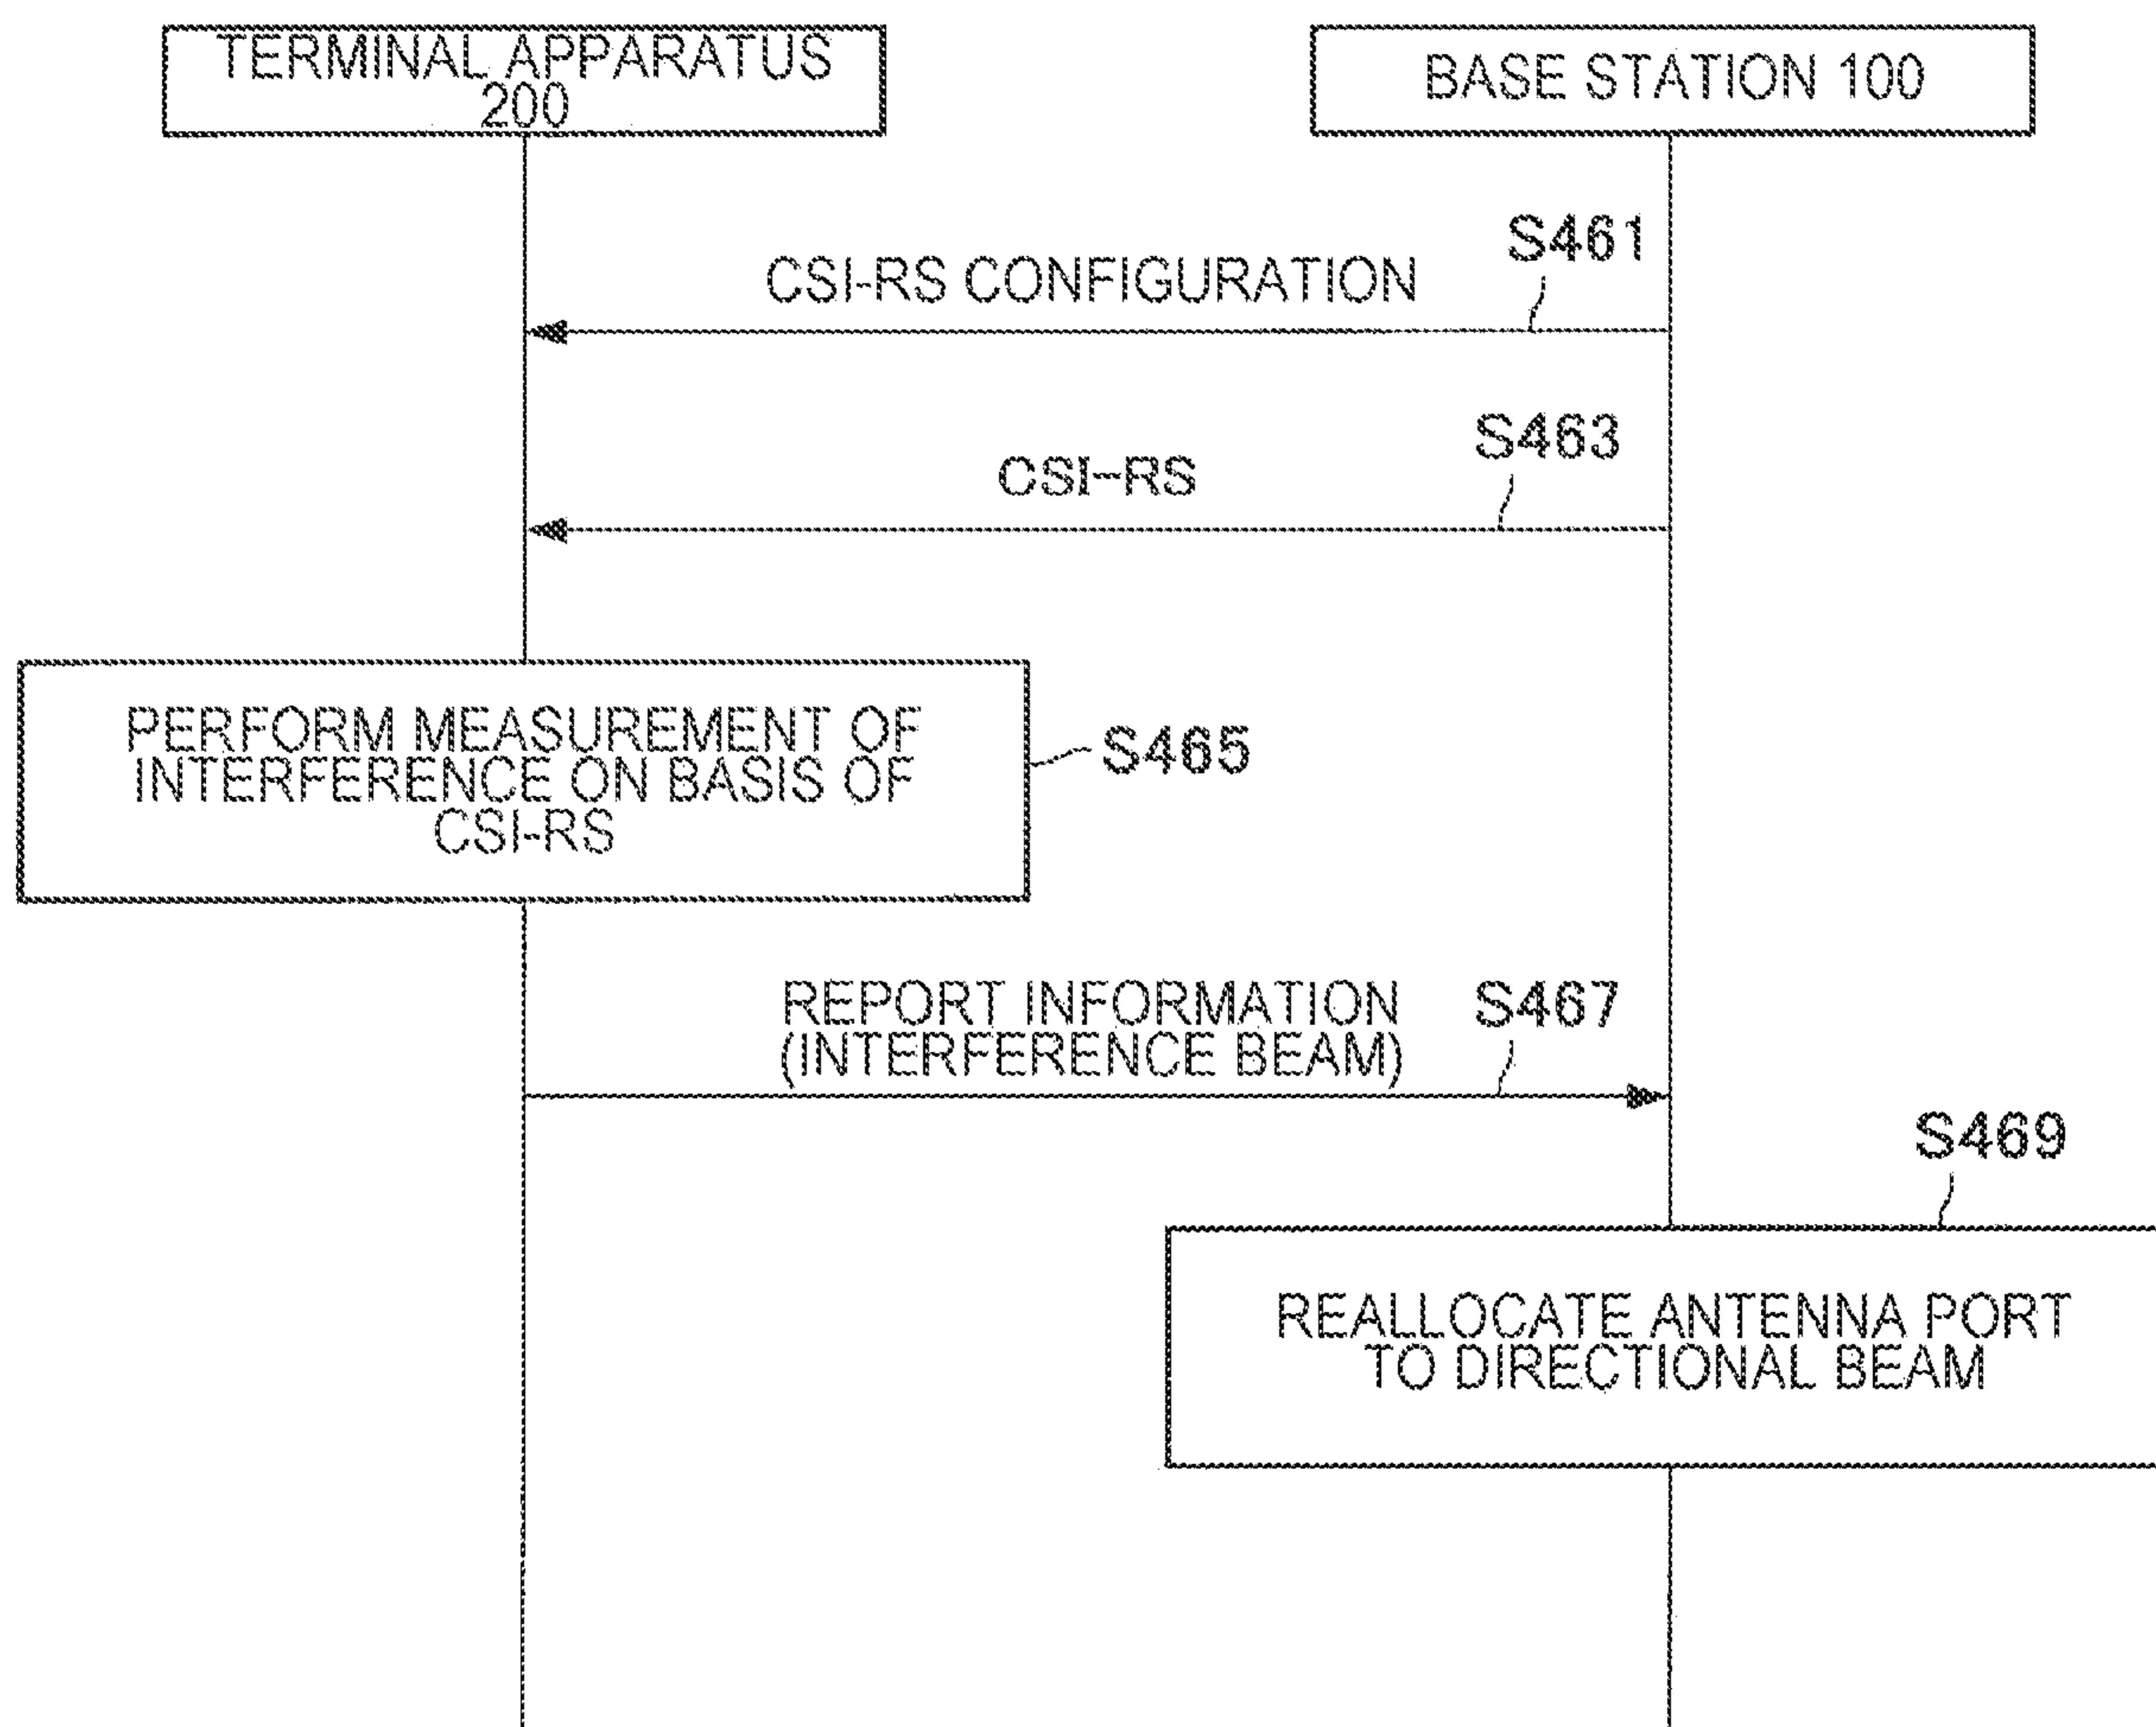 TERMINAL APPARATUS
200
BASE STATION 100
S461
CSI-RS CONFIGURATION
S463
CSI-RS
PERFORM MEASUREMENT OF
INTERFERENCE ON BASIS OF
CSI-RS
S465
REPORT INFORMATION
(INTERFERENCE BEAM)
S467
S469
REALLOCATE ANTENNA PORT
TO DIRECTIONAL BEAM